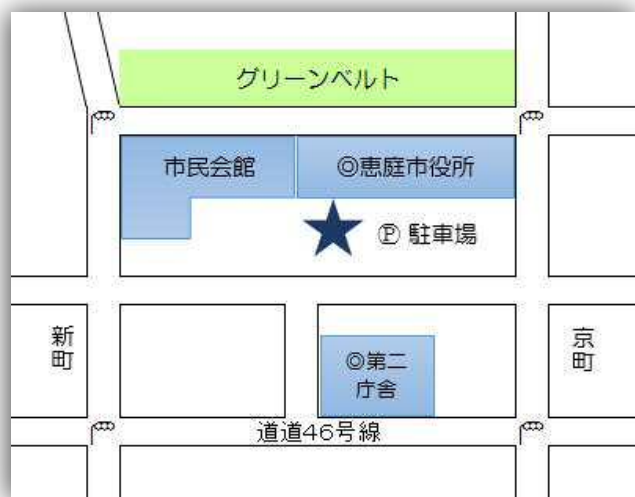 グリーンベルト
市民会館
◎恵庭市役所
★ Ⓟ 駐車場
新町
京町
◎第二
庁舎
道道46号線